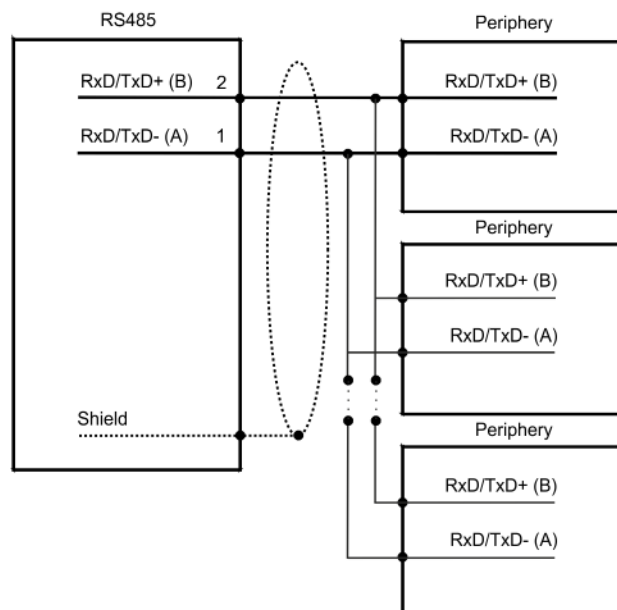 RS485
Periphery
RxD/TxD+ (B) 2
RxD/TxD+ (B)
RxD/TxD- (A) 1
RxD/TxD- (A)
Periphery
RxD/TxD+ (B)
RxD/TxD- (A)
Shield
Periphery
RxD/TxD+ (B)
RxD/TxD- (A)